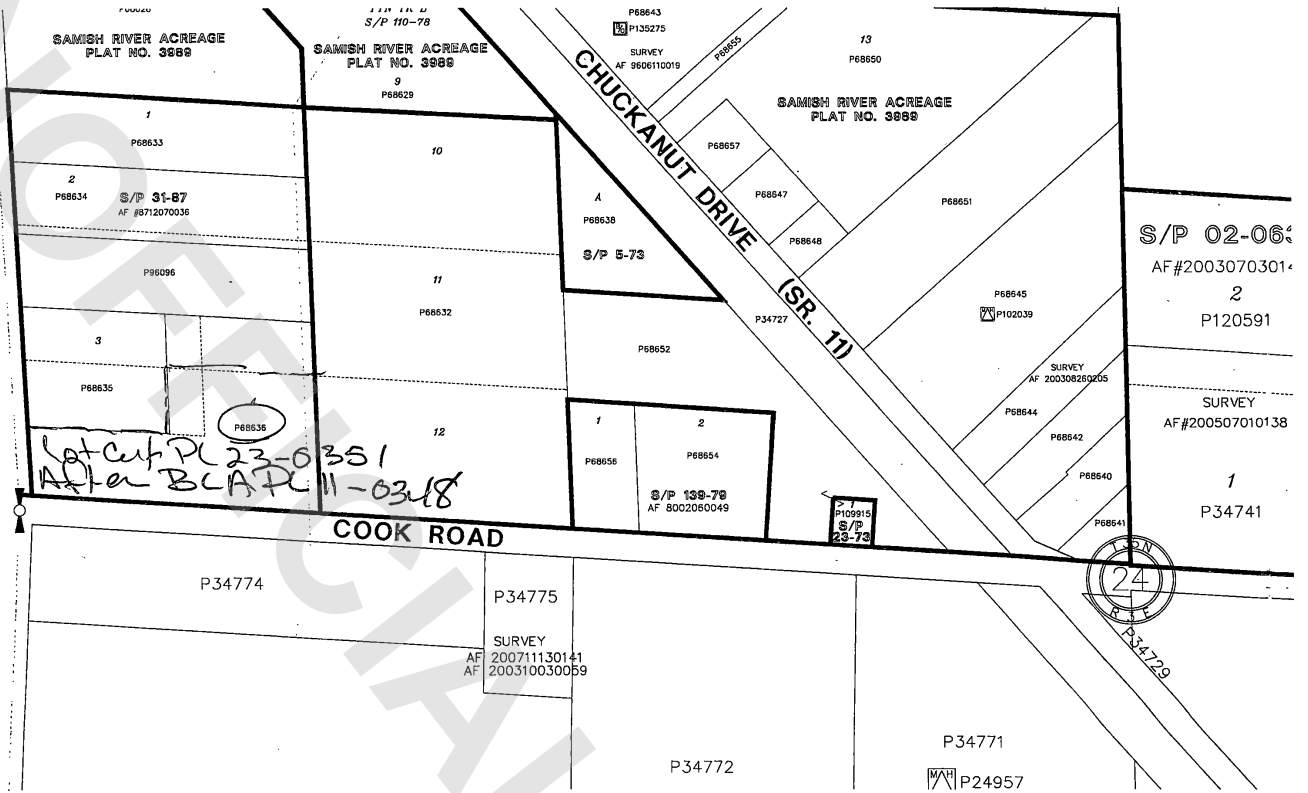 S/P 110-78
P68643
P135275
SURVEY
AF 9606110019
P68655
13
P68650
SAMISH RIVER ACREAGE
PLAT NO. 3989
SAMISH RIVER ACREAGE
PLAT NO. 3989
9
P68629
SAMISH RIVER ACREAGE
PLAT NO. 3989
CHUCKANUT DRIVE (SR. 11)
1
P68633
10
P68657
2
P68634
S/P 31-87
AF #8712070036
A
P68638
S/P 5-73
P68647
P68648
P68651
S/P 02-06
AF#200307030
2
P120591
P96096
11
P68632
P34727
P68645
P102039
3
P68635
P68636
P68652
SURVEY
AF 200308260205
P68644
P68642
P68640
P68641
SURVEY
AF#200507010138
1
P34741
12
1
P68656
2
P68654
S/P 139-79
AF 8002060049
> 1
P109915
S/P
23-73
Lot Cert PL 23-0351
After BLA PL 11-0348
COOK ROAD
24
R 3 E
P34729
P34774
P34775
SURVEY
AF 200711130141
AF 200310030059
P34772
P34771
M H P24957
UNOFFICIAL